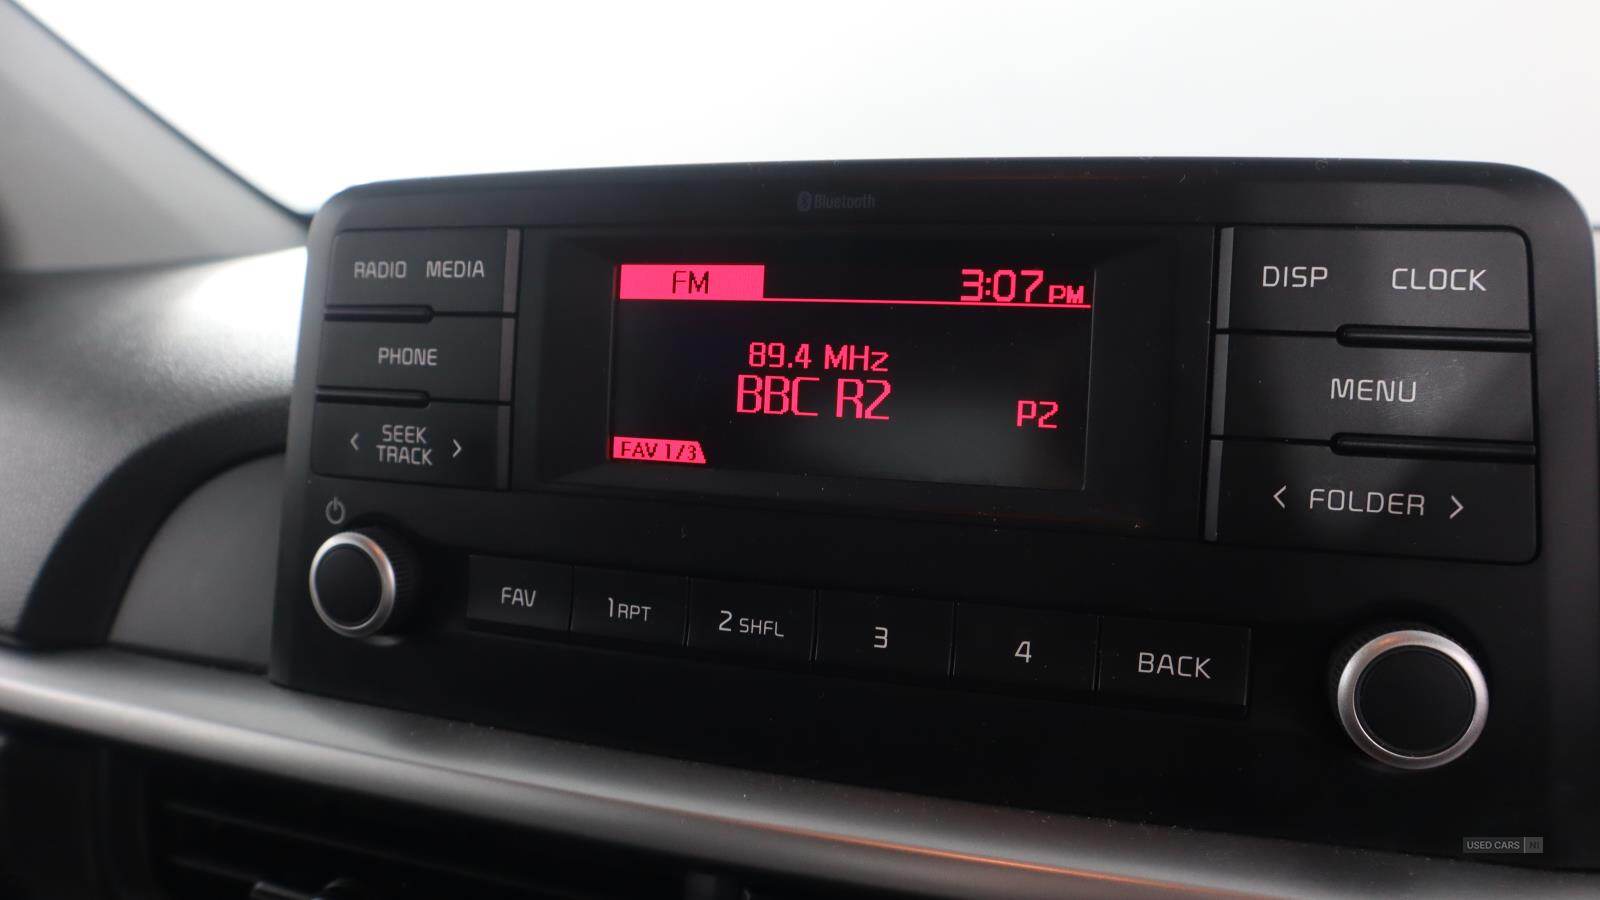 Bluetooth
RADIO MEDIA
PHONE
< SEEK TRACK >
FM 3:07 PM
89.4 MHz
BBC R2
P2
FAV 1/3
DISP CLOCK
MENU
< FOLDER >
FAV 1 RPT 2 SHFL 3 4 BACK
USED CARS NI